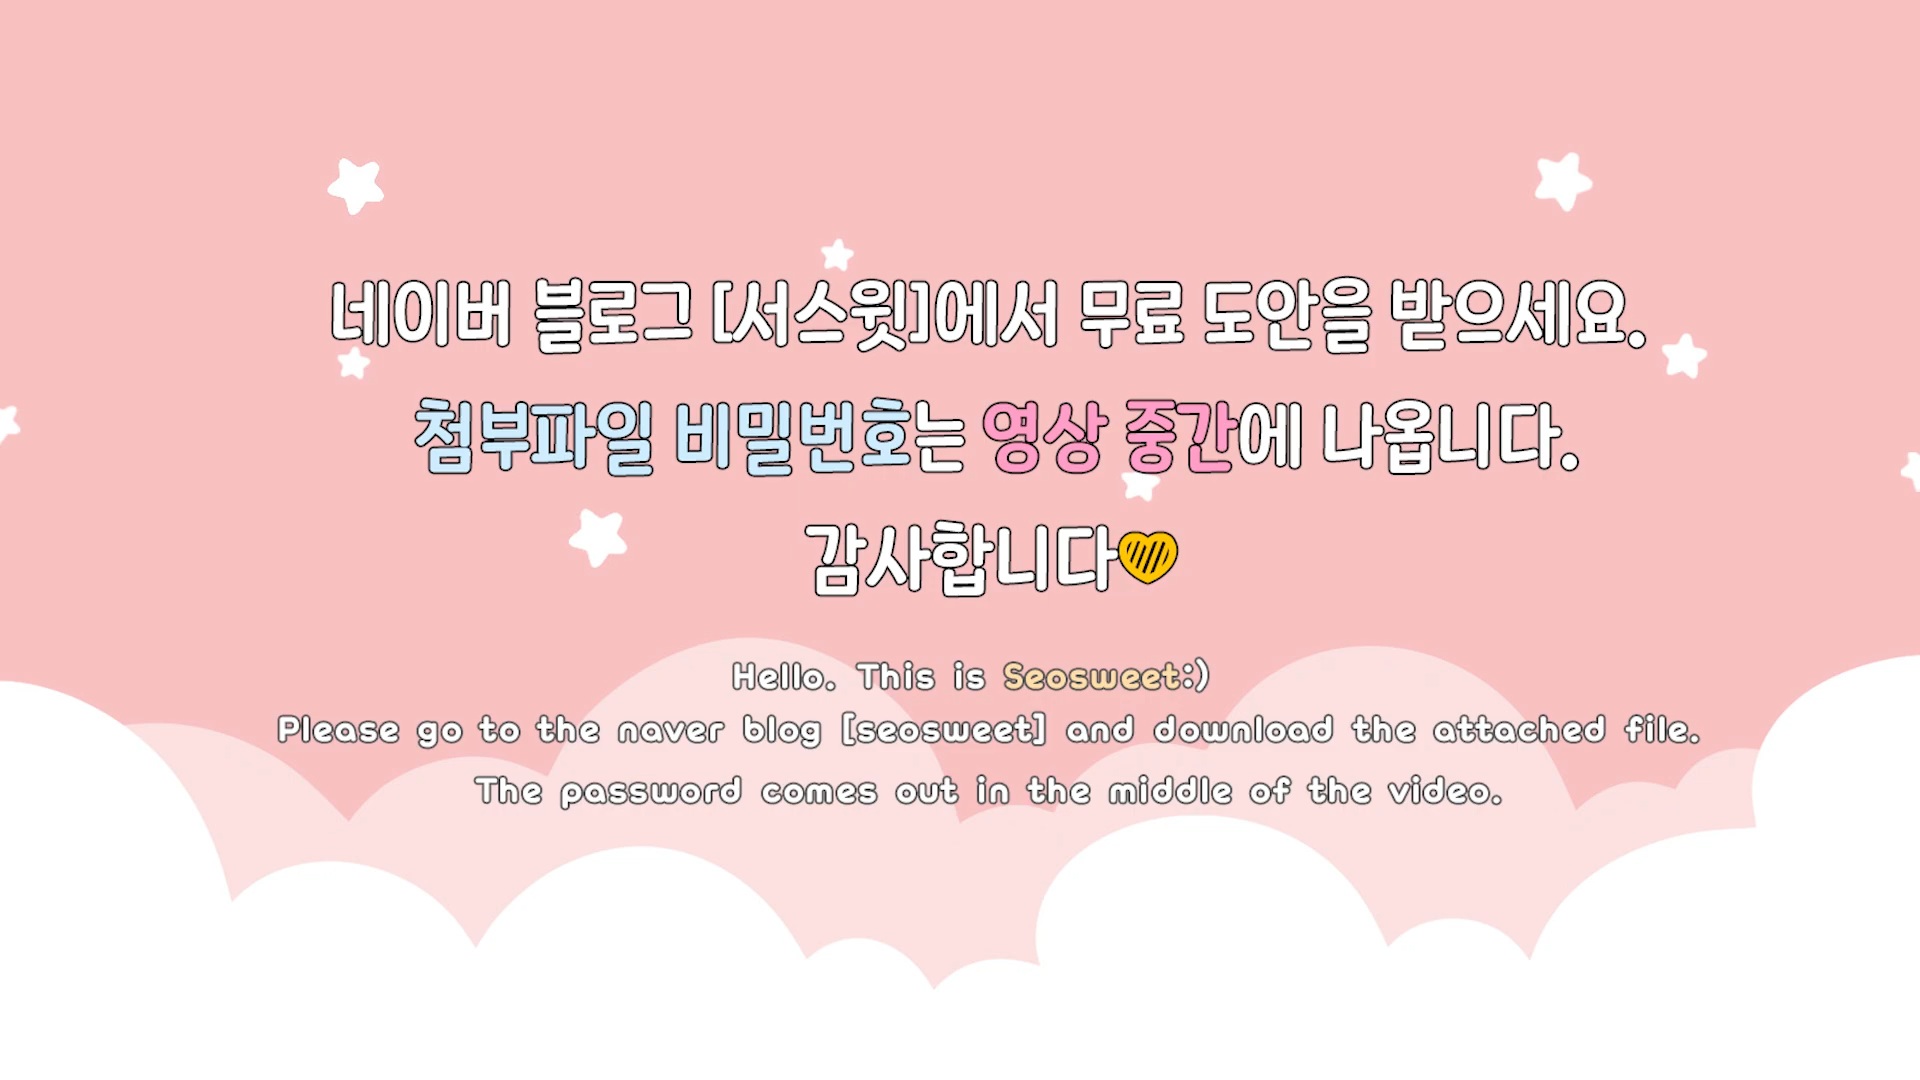 네이버 블로그 [서스윗]에서 무료 도안을 받으세요.
첨부파일 비밀번호는 영상 중간에 나옵니다.
감사합니다
Hello. This is Seosweet:)
Please go to the naver blog [seosweet] and download the attached file.
The password comes out in the middle of the video.